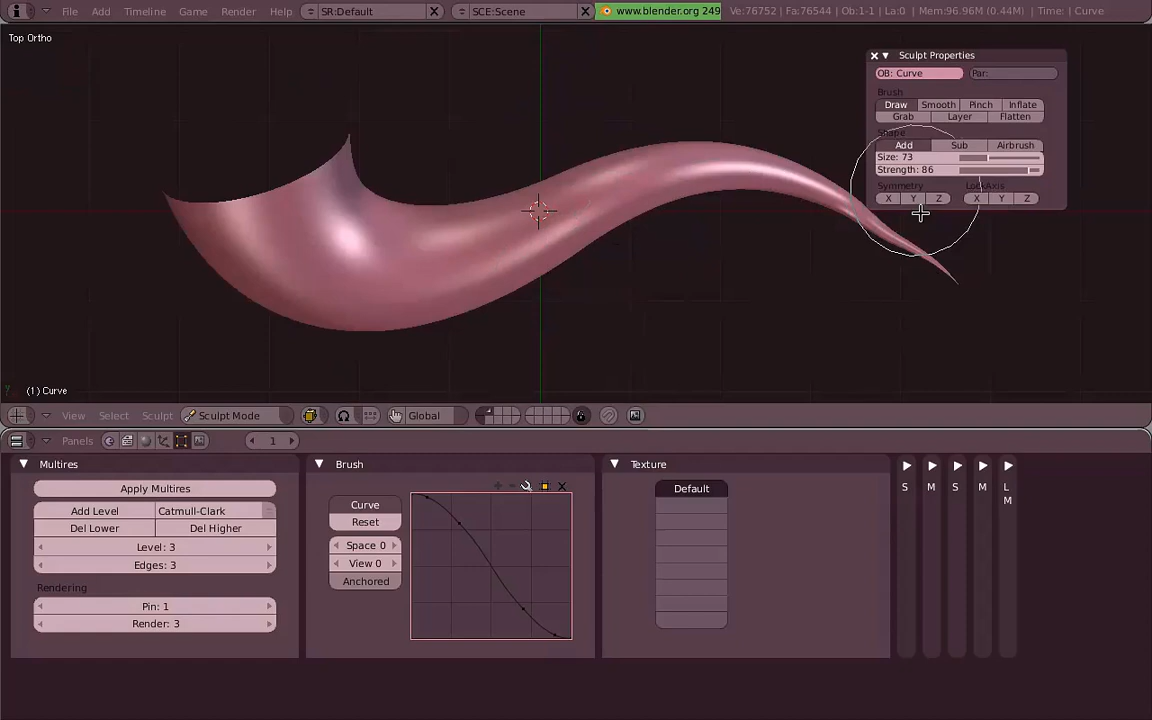 File Add Timeline Game Render Help SR:Default SCE:Scene www.blender.org 249 Ve:76752 | Fa:76544 | Ob:1-1 | La:0 | Mem:96.96M (0.44M) | Time: | Curve
Top Ortho
Sculpt Properties
OB: Curve Par:
Brush
Draw Smooth Pinch Inflate
Grab Layer Flatten
Shape
Add Sub Airbrush
Size: 73
Strength: 86
Symmetry LockAxis
X Y Z X Y Z
y
(1) Curve
View Select Sculpt Sculpt Mode Global
Panels 1
Multires Brush Texture
Apply Multires
Add Level Catmull-Clark
Del Lower Del Higher
Level: 3
Edges: 3
Rendering
Pin: 1
Render: 3
Curve
Reset
Space 0
View 0
Anchored
Default
S M S M L
M